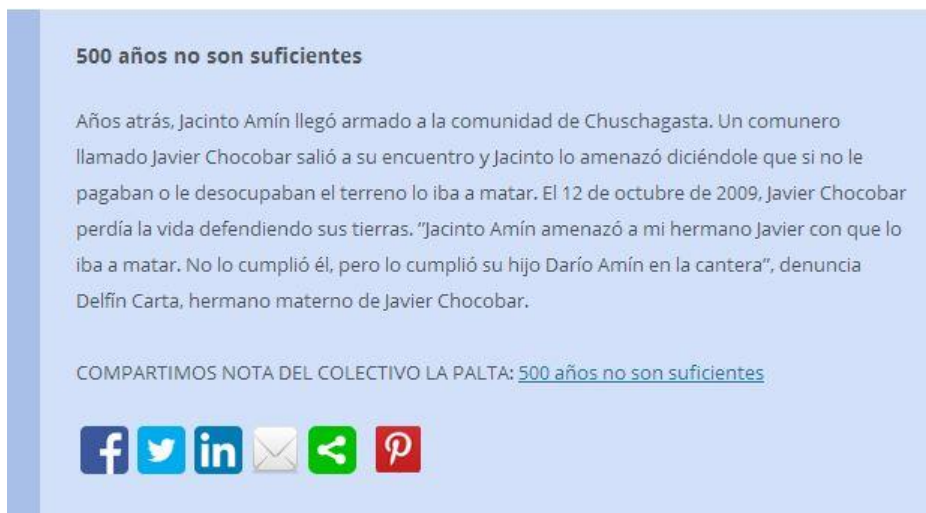 500 años no son suficientes
Años atrás, Jacinto Amín llegó armado a la comunidad de Chuschagasta. Un comunero
llamado Javier Chocobar salió a su encuentro y Jacinto lo amenazó diciéndole que si no le
pagaban o le desocupaban el terreno lo iba a matar. El 12 de octubre de 2009, Javier Chocobar
perdía la vida defendiendo sus tierras. “Jacinto Amín amenazó a mi hermano Javier con que lo
iba a matar. No lo cumplió él, pero lo cumplió su hijo Darío Amín en la cantera”, denuncia
Delfín Carta, hermano materno de Javier Chocobar.
COMPARTIMOS NOTA DEL COLECTIVO LA PALTA: 500 años no son suficientes